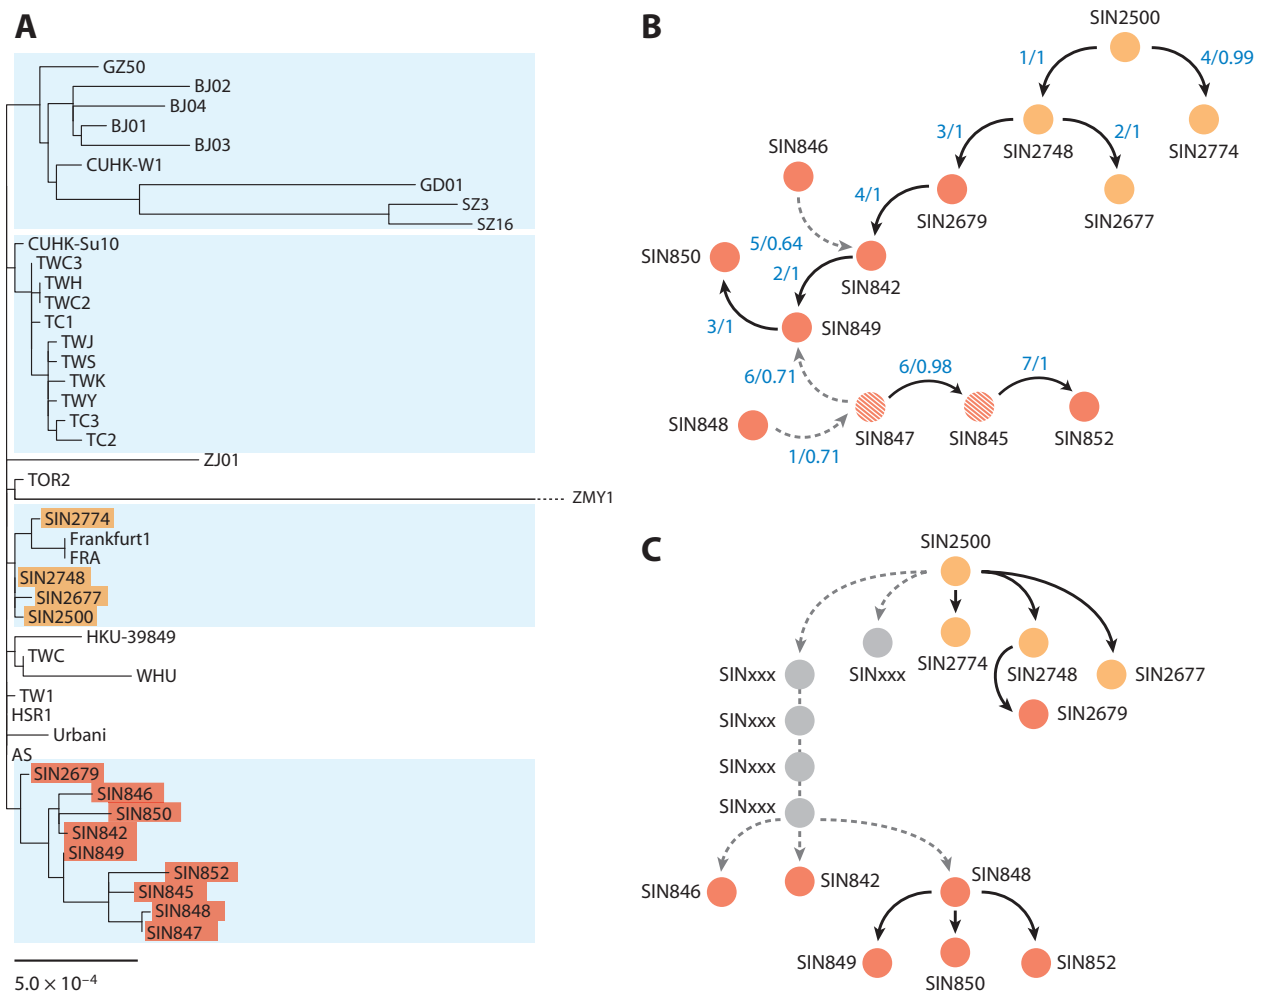 A
GZ50
BJ02
BJ04
BJ01
BJ03
CUHK-W1
GD01
SZ3
SZ16
CUHK-Su10
TWC3
TWH
TWC2
TC1
TWJ
TWS
TWK
TWY
TC3
TC2
ZJ01
TOR2
ZMY1
SIN2774
Frankfurt1
FRA
SIN2748
SIN2677
SIN2500
HKU-39849
TWC
WHU
TW1
HSR1
Urbani
AS
SIN2679
SIN846
SIN850
SIN842
SIN849
SIN852
SIN845
SIN848
SIN847
5.0 × 10⁻⁴
B
SIN2500
1/1
4/0.99
SIN2748
SIN2774
3/1
2/1
SIN846
SIN2679
SIN2677
4/1
5/0.64
SIN850
2/1
SIN842
3/1
SIN849
6/0.71
6/0.98
7/1
SIN848
SIN847
SIN845
SIN852
1/0.71
C
SIN2500
SINxxx
SINxxx
SIN2774
SIN2748
SIN2677
SINxxx
SIN2679
SINxxx
SINxxx
SIN846
SIN842
SIN848
SIN849
SIN850
SIN852